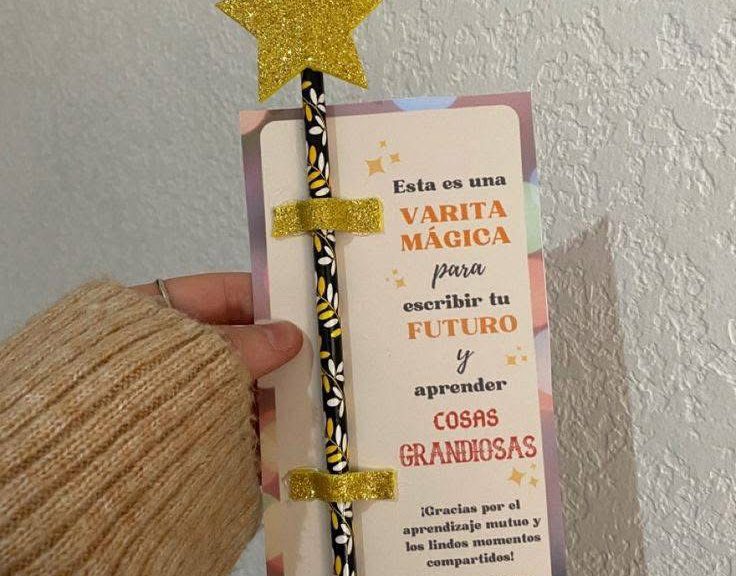 Esta es una
VARITA
MÁGICA
para
escribir tu
FUTURO
y
aprender
COSAS
GRANDIOSAS
¡Gracias por el
aprendizaje mutuo y
los lindos momentos
compartidos!